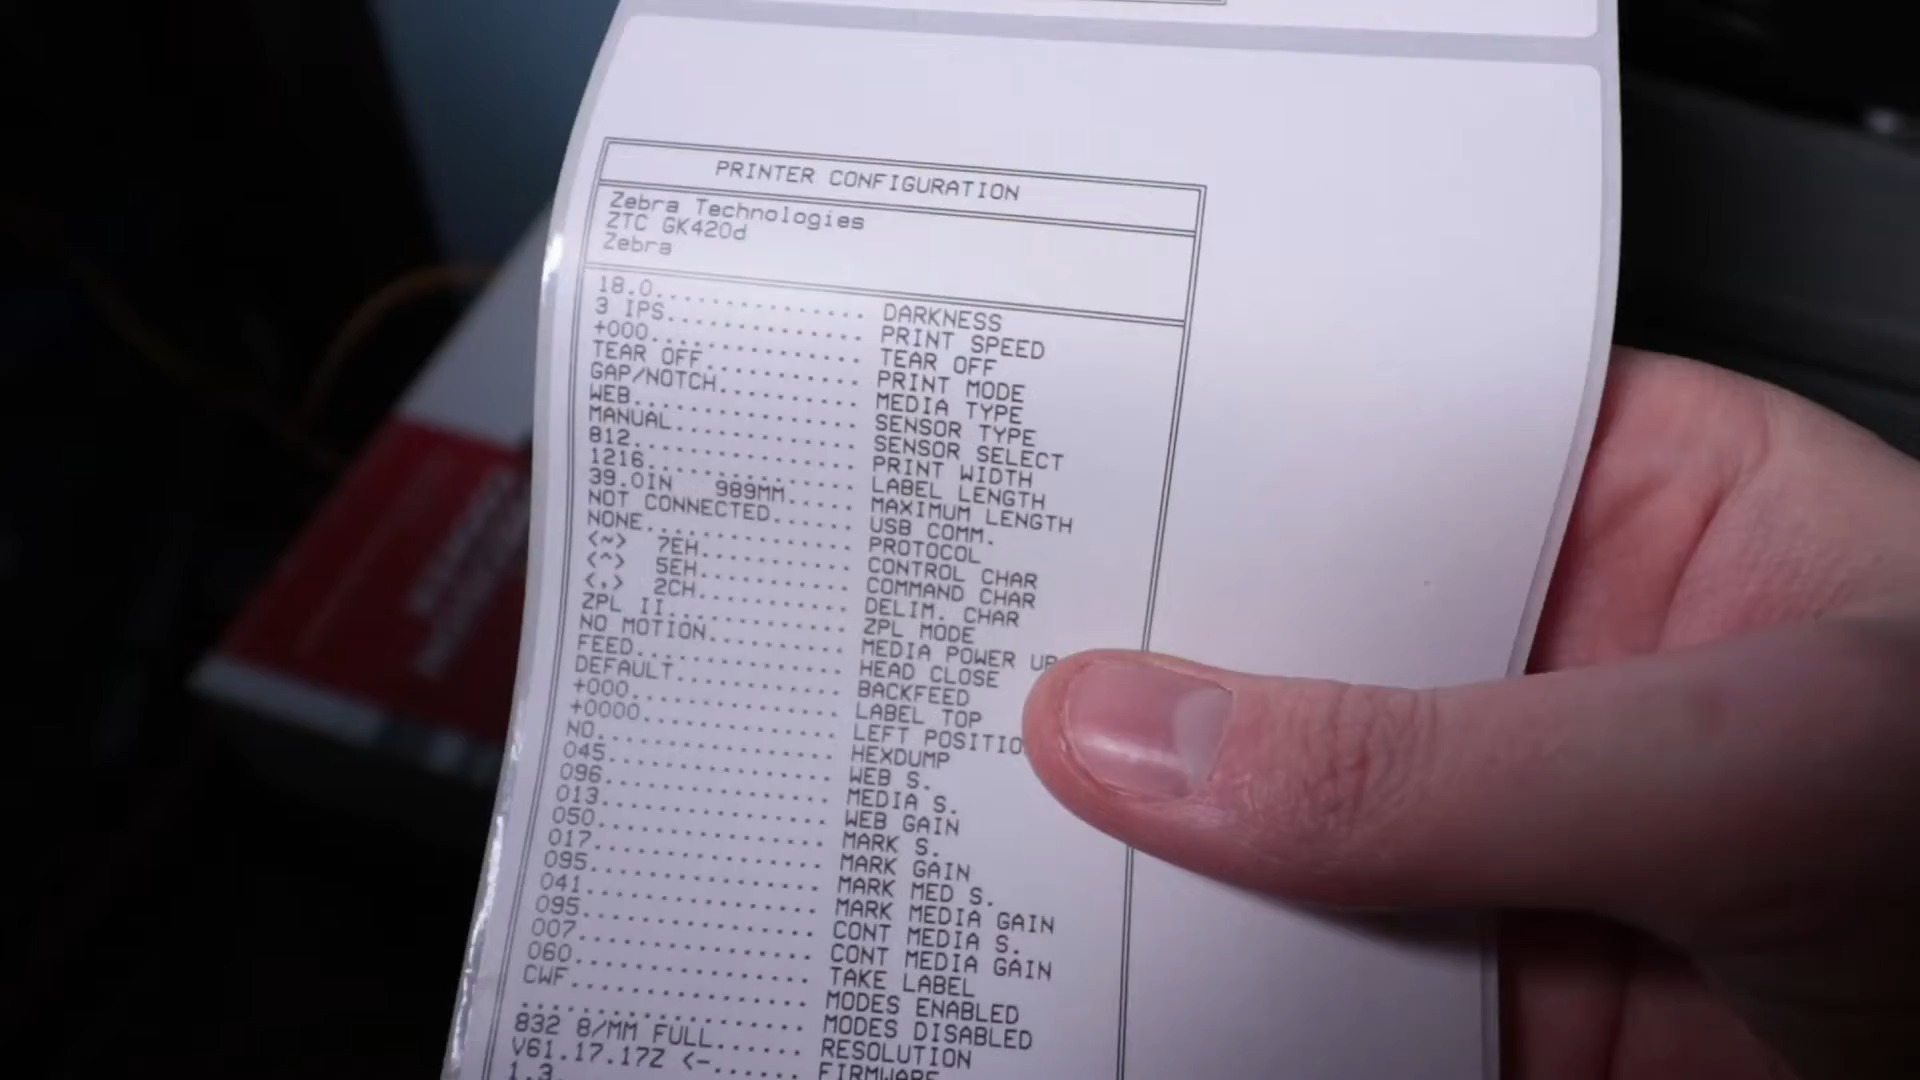 PRINTER CONFIGURATION
Zebra Technologies
ZTC GK420d
Zebra
18.0.............. DARKNESS
3 IPS............. PRINT SPEED
+000.............. TEAR OFF
TEAR OFF.......... PRINT MODE
GAP/NOTCH......... MEDIA TYPE
WEB............... SENSOR TYPE
MANUAL............ SENSOR SELECT
812............... PRINT WIDTH
1216.............. LABEL LENGTH
39.0IN   989MM..... MAXIMUM LENGTH
NOT CONNECTED...... USB COMM.
NONE.............. PROTOCOL
<~>  7EH.......... CONTROL CHAR
<^>  5EH.......... COMMAND CHAR
<,>  2CH.......... DELIM. CHAR
ZPL II............ ZPL MODE
NO MOTION......... MEDIA POWER UP
FEED.............. HEAD CLOSE
DEFAULT........... BACKFEED
+000.............. LABEL TOP
+0000............. LEFT POSITIO
NO................ HEXDUMP
045............... WEB S.
096............... MEDIA S.
013............... WEB GAIN
050............... MARK S.
017............... MARK GAIN
095............... MARK MED S.
041............... MARK MEDIA GAIN
095............... CONT MEDIA S.
007............... CONT MEDIA GAIN
060............... TAKE LABEL
CWF............... MODES ENABLED
.................. MODES DISABLED
832 8/MM FULL...... RESOLUTION
V61.17.17Z <-...... FIRMWARE
1.3